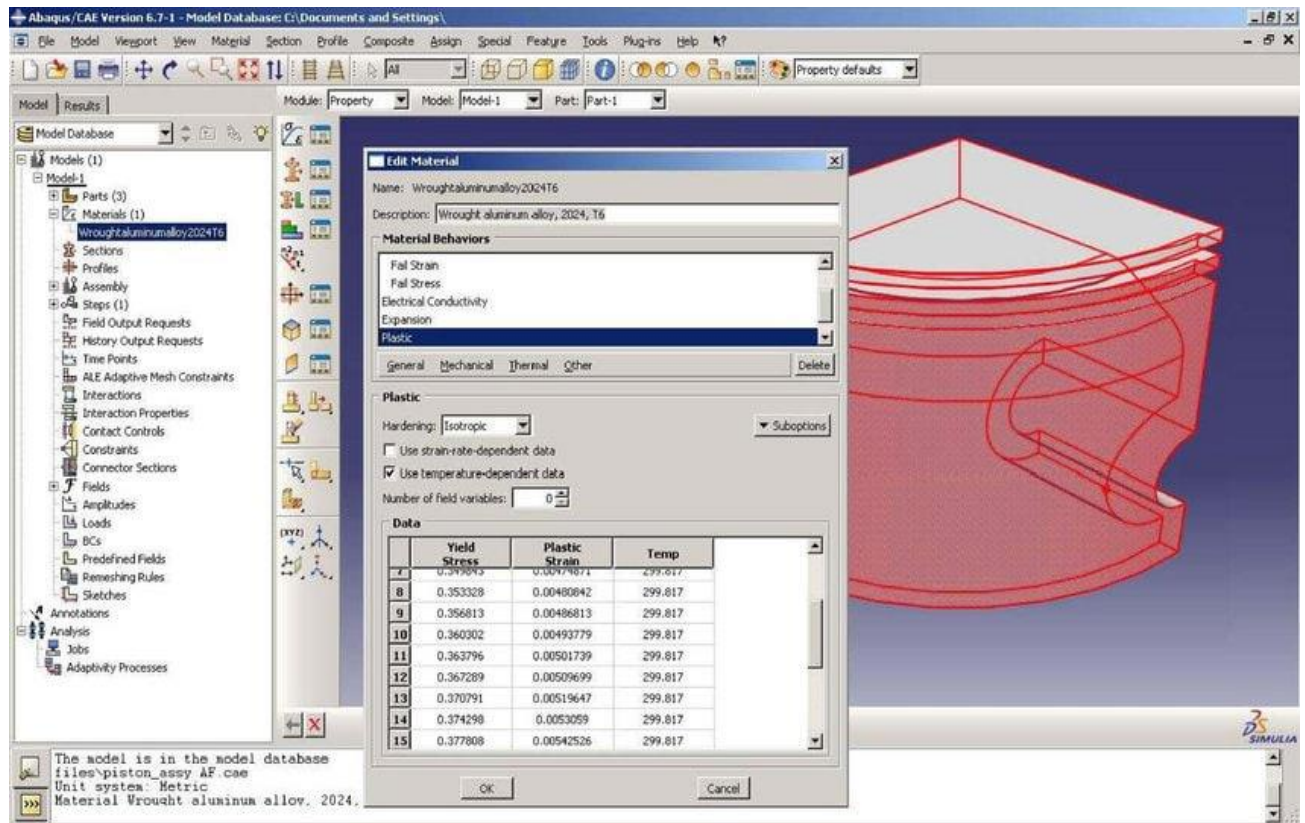 Abaqus/CAE Version 6.7-1 - Model Database: C:\Documents and Settings\
File Model Viewport View Material Section Profile Composite Assign Special Feature Tools Plug-ins Help
All
Property defaults
Model Results
Module: Property Model: Model-1 Part: Part-1
Model Database
Models (1)
Model-1
Parts (3)
Materials (1)
Wroughtaluminumalloy2024T6
Sections
Profiles
Assembly
Steps (1)
Field Output Requests
History Output Requests
Time Points
ALE Adaptive Mesh Constraints
Interactions
Interaction Properties
Contact Controls
Constraints
Connector Sections
Fields
Amplitudes
Loads
BCs
Predefined Fields
Remeshing Rules
Sketches
Annotations
Analysis
Jobs
Adaptivity Processes
Edit Material
Name: Wroughtaluminumalloy2024T6
Description: Wrought aluminum alloy, 2024, T6
Material Behaviors
Fail Strain
Fail Stress
Electrical Conductivity
Expansion
Plastic
General Mechanical Thermal Other Delete
Plastic
Hardening: Isotropic Suboptions
Use strain-rate-dependent data
Use temperature-dependent data
Number of field variables: 0
Data
Yield Stress Plastic Strain Temp
7 0.349843 0.00474871 299.817
8 0.353328 0.00480842 299.817
9 0.356813 0.00486813 299.817
10 0.360302 0.00493779 299.817
11 0.363796 0.00501739 299.817
12 0.367289 0.00509699 299.817
13 0.370791 0.00519647 299.817
14 0.374298 0.0053059 299.817
15 0.377808 0.00542526 299.817
OK Cancel
SIMULIA
The model is in the model database
files\piston_assy AF.cae
Unit system: Metric
Material Wrought aluminum alloy, 2024,